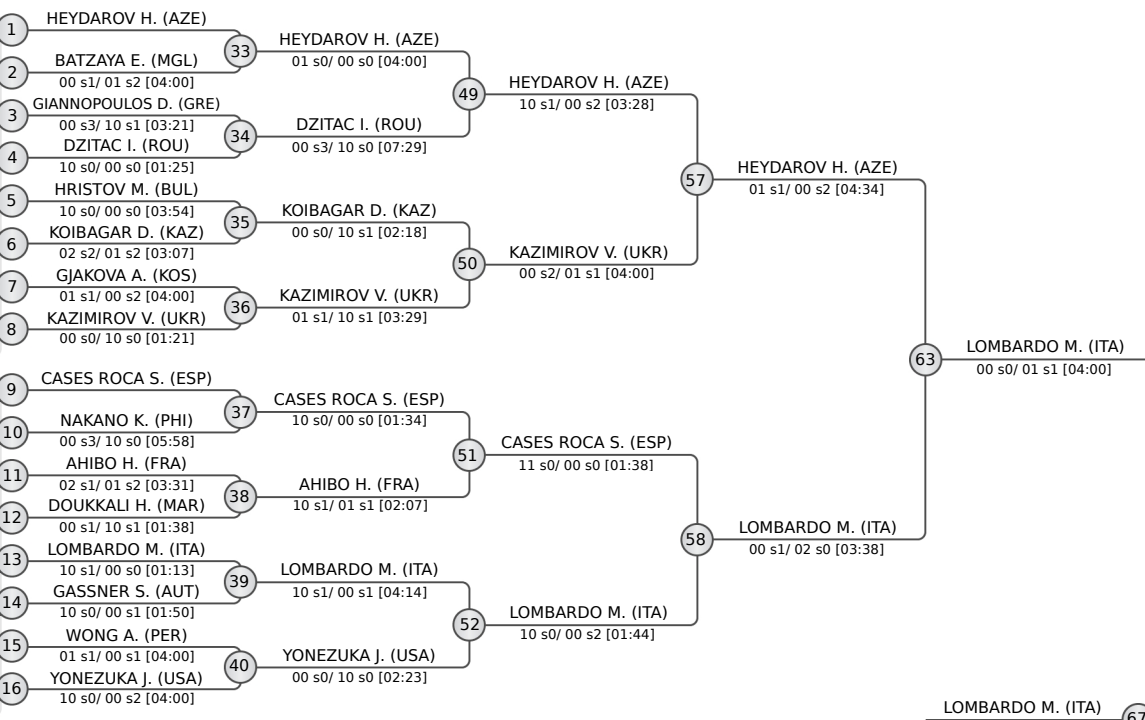 1
HEYDAROV H. (AZE)
2
BATZAYA E. (MGL)
00 s1/ 01 s2 [04:00]
3
GIANNOPOULOS D. (GRE)
00 s3/ 10 s1 [03:21]
4
DZITAC I. (ROU)
10 s0/ 00 s0 [01:25]
5
HRISTOV M. (BUL)
10 s0/ 00 s0 [03:54]
6
KOIBAGAR D. (KAZ)
02 s2/ 01 s2 [03:07]
7
GJAKOVA A. (KOS)
01 s1/ 00 s2 [04:00]
8
KAZIMIROV V. (UKR)
00 s0/ 10 s0 [01:21]
9
CASES ROCA S. (ESP)
10
NAKANO K. (PHI)
00 s3/ 10 s0 [05:58]
11
AHIBO H. (FRA)
02 s1/ 01 s2 [03:31]
12
DOUKKALI H. (MAR)
00 s1/ 10 s1 [01:38]
13
LOMBARDO M. (ITA)
10 s1/ 00 s0 [01:13]
14
GASSNER S. (AUT)
10 s0/ 00 s1 [01:50]
15
WONG A. (PER)
01 s1/ 00 s1 [04:00]
16
YONEZUKA J. (USA)
10 s0/ 00 s2 [04:00]
33
HEYDAROV H. (AZE)
01 s0/ 00 s0 [04:00]
34
DZITAC I. (ROU)
00 s3/ 10 s0 [07:29]
35
KOIBAGAR D. (KAZ)
00 s0/ 10 s1 [02:18]
36
KAZIMIROV V. (UKR)
01 s1/ 10 s1 [03:29]
37
CASES ROCA S. (ESP)
10 s0/ 00 s0 [01:34]
38
AHIBO H. (FRA)
10 s1/ 01 s1 [02:07]
39
LOMBARDO M. (ITA)
10 s1/ 00 s1 [04:14]
40
YONEZUKA J. (USA)
00 s0/ 10 s0 [02:23]
49
HEYDAROV H. (AZE)
10 s1/ 00 s2 [03:28]
50
KAZIMIROV V. (UKR)
00 s2/ 01 s1 [04:00]
51
CASES ROCA S. (ESP)
11 s0/ 00 s0 [01:38]
52
LOMBARDO M. (ITA)
10 s0/ 00 s2 [01:44]
57
HEYDAROV H. (AZE)
01 s1/ 00 s2 [04:34]
58
LOMBARDO M. (ITA)
00 s1/ 02 s0 [03:38]
63
LOMBARDO M. (ITA)
00 s0/ 01 s1 [04:00]
LOMBARDO M. (ITA)
67